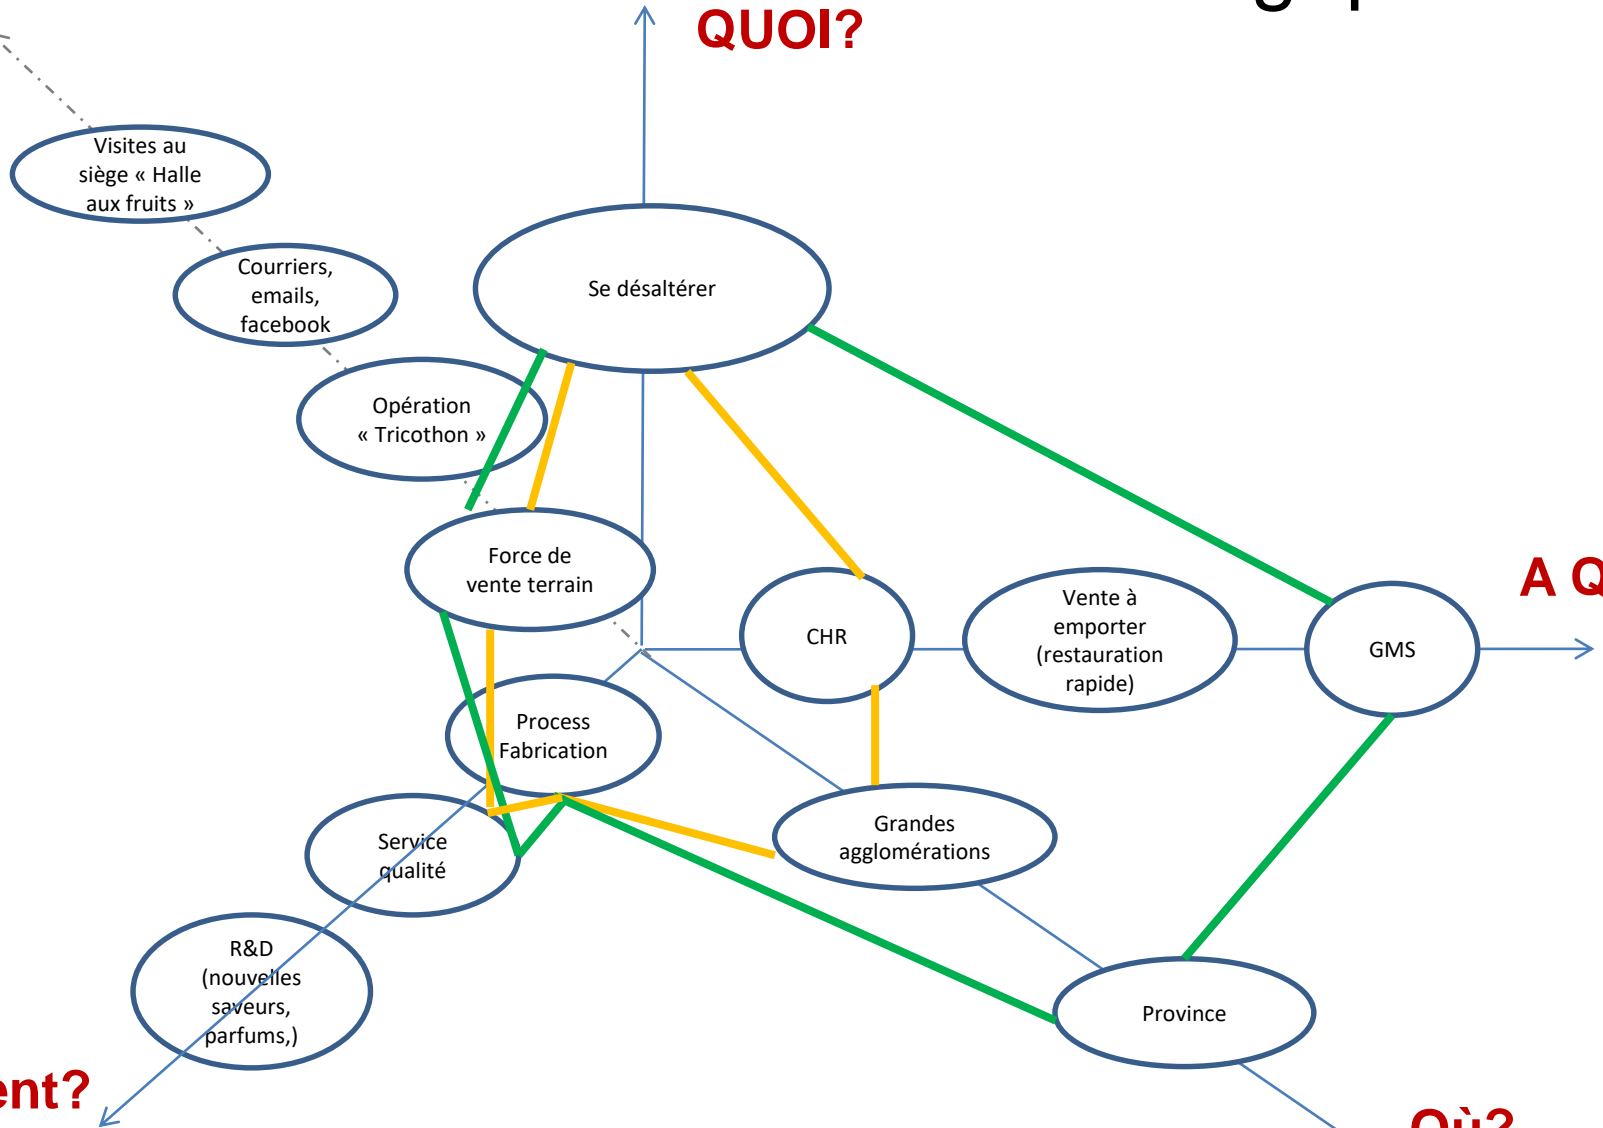 QUOI?
Visites au
siège « Halle
aux fruits »
Courriers,
emails,
facebook
Se désaltérer
Opération
« Tricothon »
Force de
vente terrain
A Q
CHR
Vente à
emporter
(restauration
rapide)
GMS
Process
Fabrication
Service
qualité
Grandes
agglomérations
R&D
(nouvelles
saveurs,
parfums,)
Province
ent?
Où?